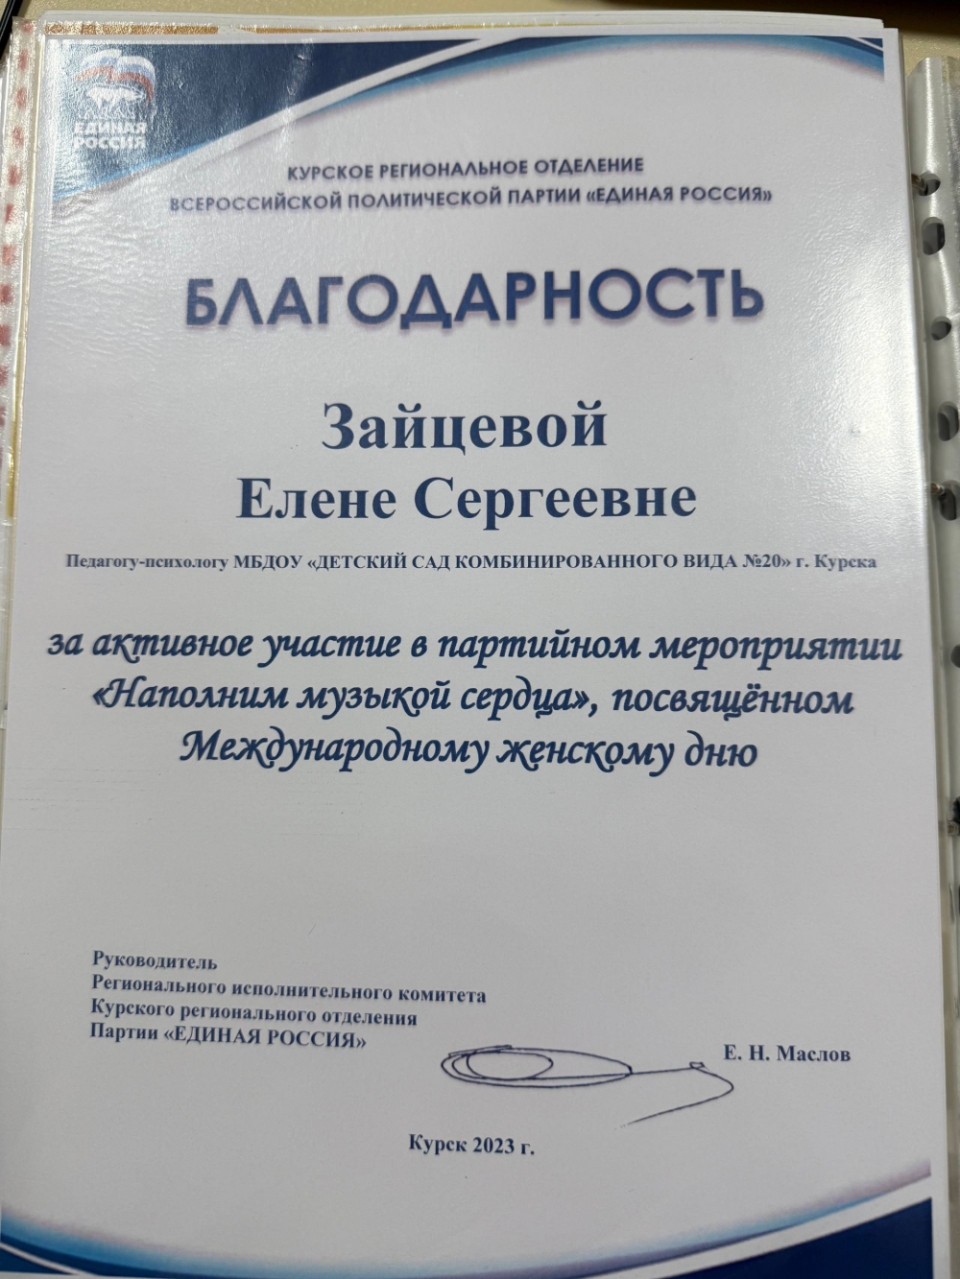 ЕДИНАЯ
РОССИЯ
КУРСКОЕ РЕГИОНАЛЬНОЕ ОТДЕЛЕНИЕ
ВСЕРОССИЙСКОЙ ПОЛИТИЧЕСКОЙ ПАРТИИ «ЕДИНАЯ РОССИЯ»
БЛАГОДАРНОСТЬ
Зайцевой
Елене Сергеевне
Педагогу-психологу МБДОУ «ДЕТСКИЙ САД КОМБИНИРОВАННОГО ВИДА №20» г. Курска
за активное участие в партийном мероприятии
«Наполним музыкой сердца», посвящённом
Международному женскому дню
Руководитель
Регионального исполнительного комитета
Курского регионального отделения
Партии «ЕДИНАЯ РОССИЯ»
Е. Н. Маслов
Курск 2023 г.